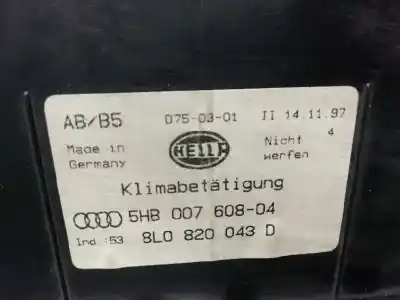 AB/B5 D75-03-01 II 14.11.97
4
Made in Germany
HELLA
Nicht werfen
Klimabetätigung
5HB 007 608-04
Ind :53 8L0 820 043 D